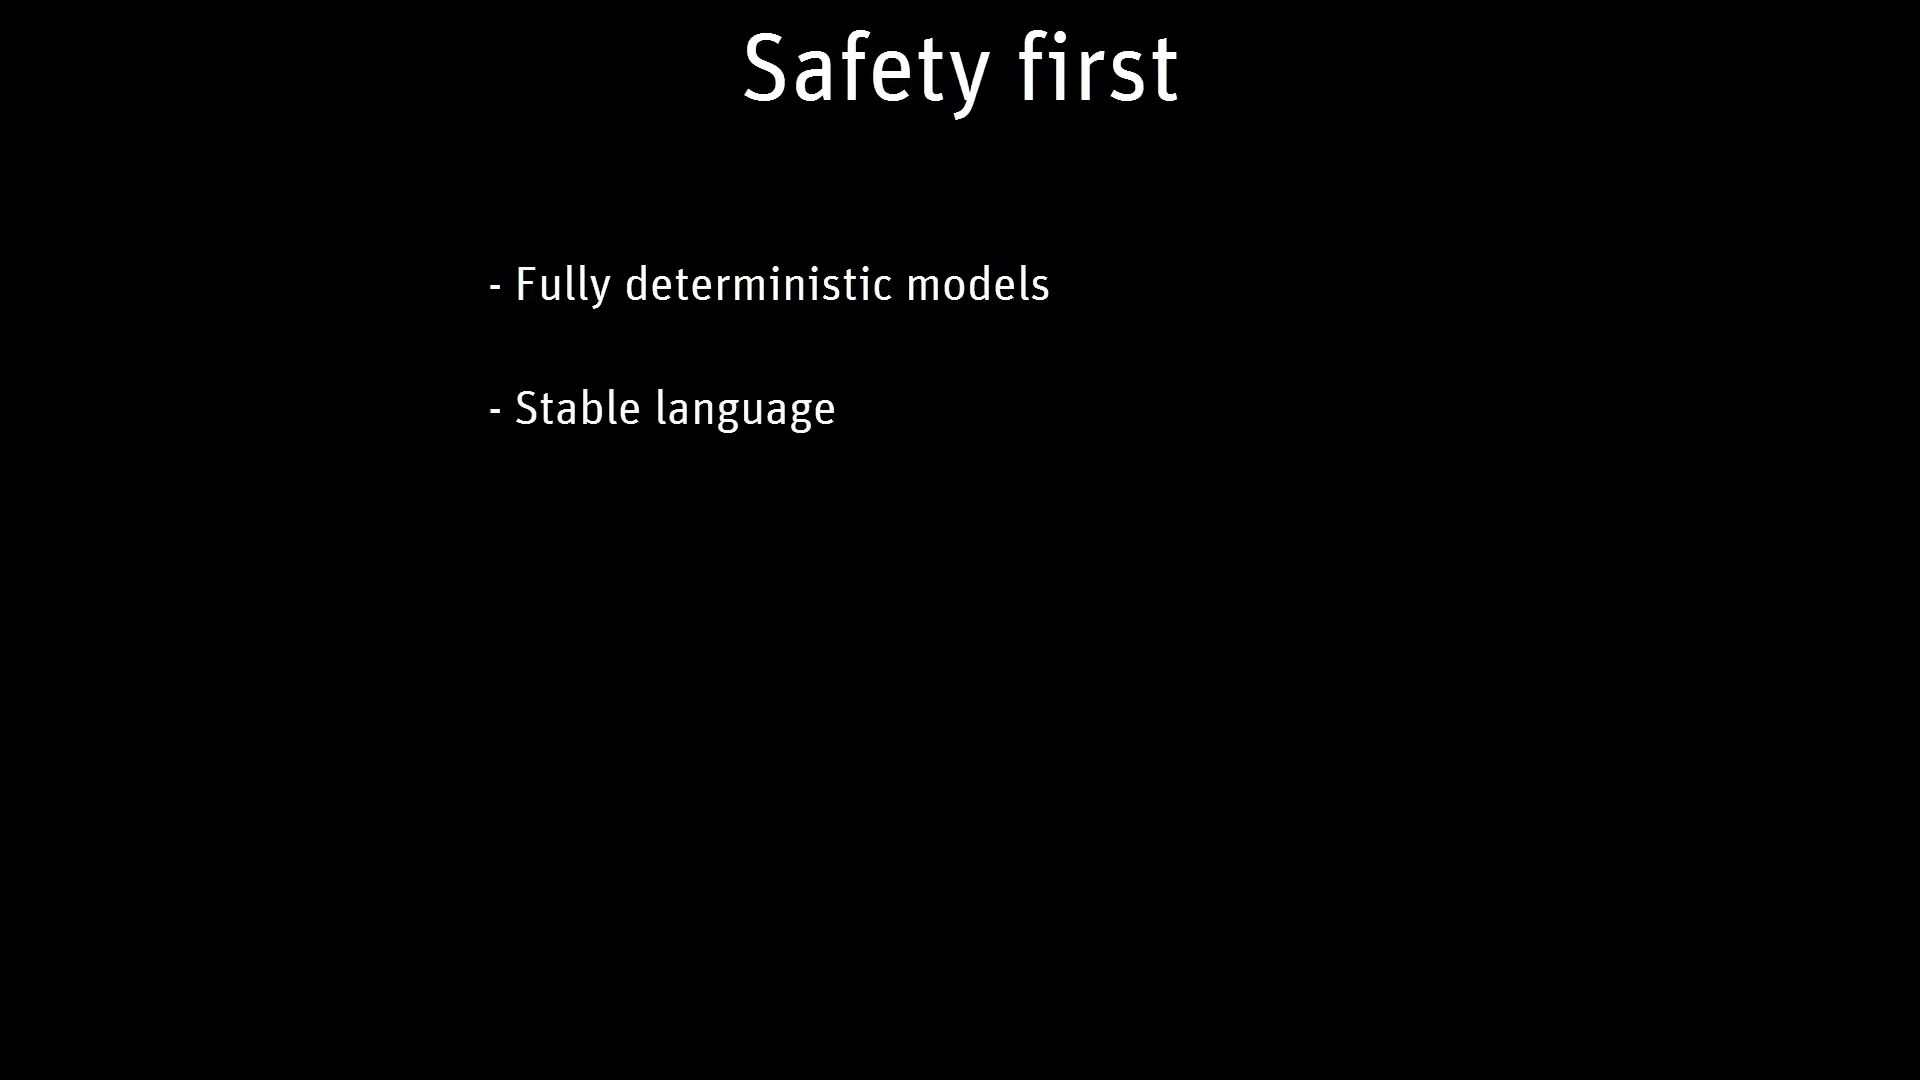 Safety first
- Fully deterministic models
- Stable language